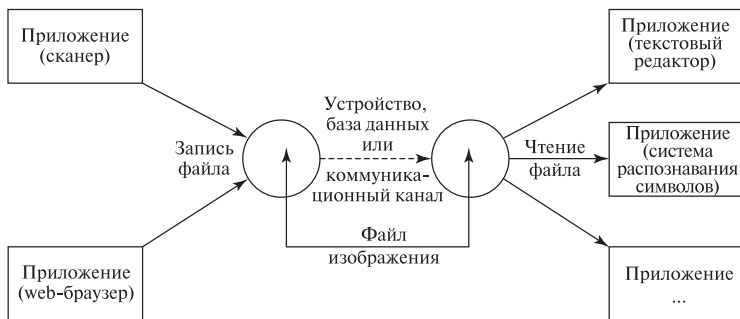 Приложение
(сканер)
Приложение
(web-браузер)
Запись
файла
Устройство,
база данных
или
коммуника-
ционный канал
Файл
изображения
Чтение
файла
Приложение
(текстовый
редактор)
Приложение
(система
распознавания
символов)
Приложение
...